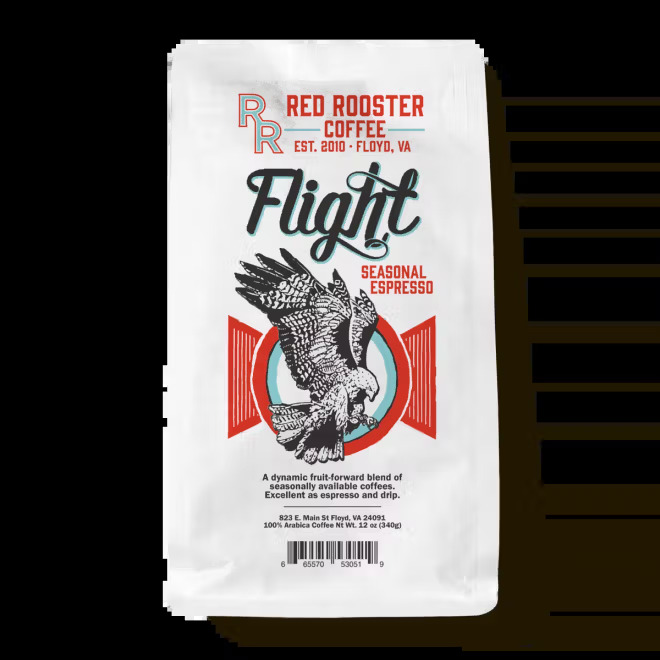 RR
RED ROOSTER
COFFEE
EST. 2010 • FLOYD, VA
Flight
SEASONAL
ESPRESSO
A dynamic fruit-forward blend of
seasonally available coffees.
Excellent as espresso and drip.
823 E. Main St Floyd, VA 24091
100% Arabica Coffee Nt Wt. 12 oz (340g)
6 65570 53051 9